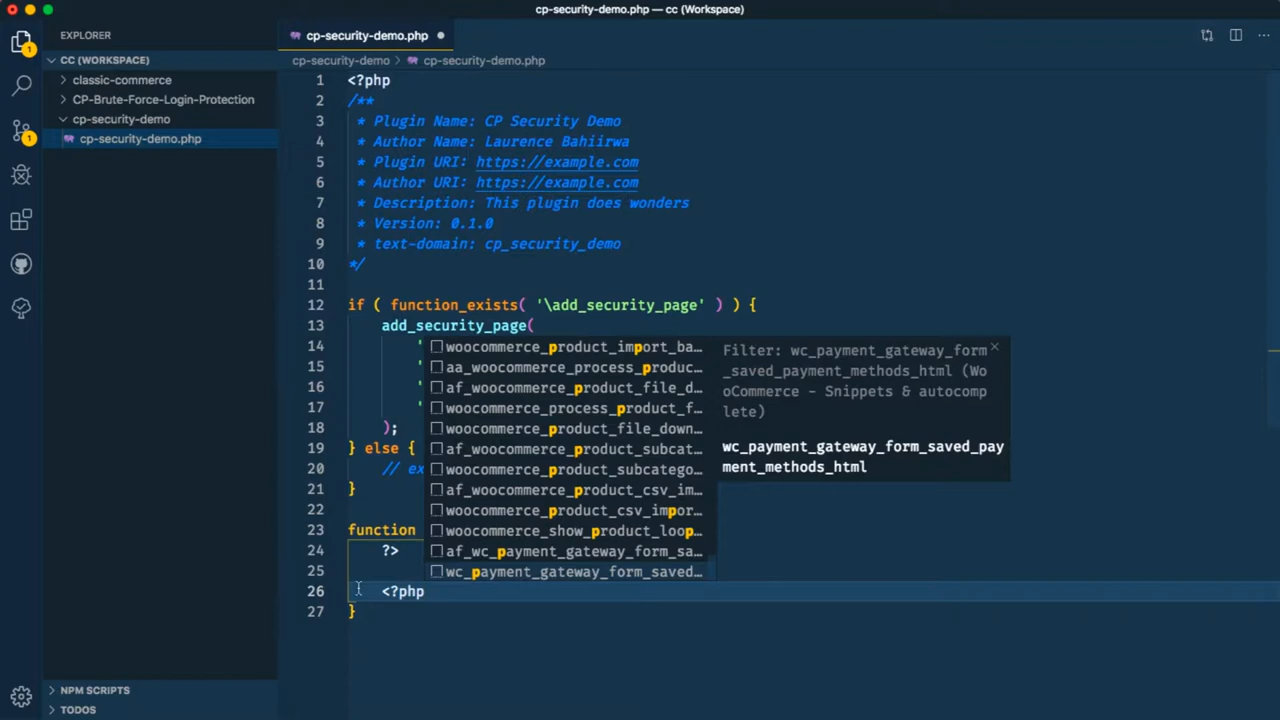 cp-security-demo.php — cc (Workspace)
EXPLORER
cp-security-demo.php
CC (WORKSPACE)
cp-security-demo > cp-security-demo.php
classic-commerce
CP-Brute-Force-Login-Protection
cp-security-demo
cp-security-demo.php
1
1
NPM SCRIPTS
TODOS
1 <?php
2 /**
3 * Plugin Name: CP Security Demo
4 * Author Name: Laurence Bahiirwa
5 * Plugin URI: https://example.com
6 * Author URI: https://example.com
7 * Description: This plugin does wonders
8 * Version: 0.1.0
9 * text-domain: cp_security_demo
10 */
11
12 if ( function_exists( '\add_security_page' ) ) {
13 add_security_page(
14 '
15 '
16 '
17 '
18 );
19 } else {
20 // ex
21 }
22
23 function
24 ?>
25
26 <?php
27 }
woocommerce_product_import_ba…
aa_woocommerce_process_produc…
af_woocommerce_product_file_d…
woocommerce_process_product_f…
woocommerce_product_file_down…
af_woocommerce_product_subcat…
woocommerce_product_subcatego…
af_woocommerce_product_csv_im…
woocommerce_product_csv_impor…
woocommerce_show_product_loop…
af_wc_payment_gateway_form_sa…
wc_payment_gateway_form_saved…
Filter: wc_payment_gateway_form
_saved_payment_methods_html (Wo
oCommerce - Snippets & autocomp
lete)
wc_payment_gateway_form_saved_pay
ment_methods_html